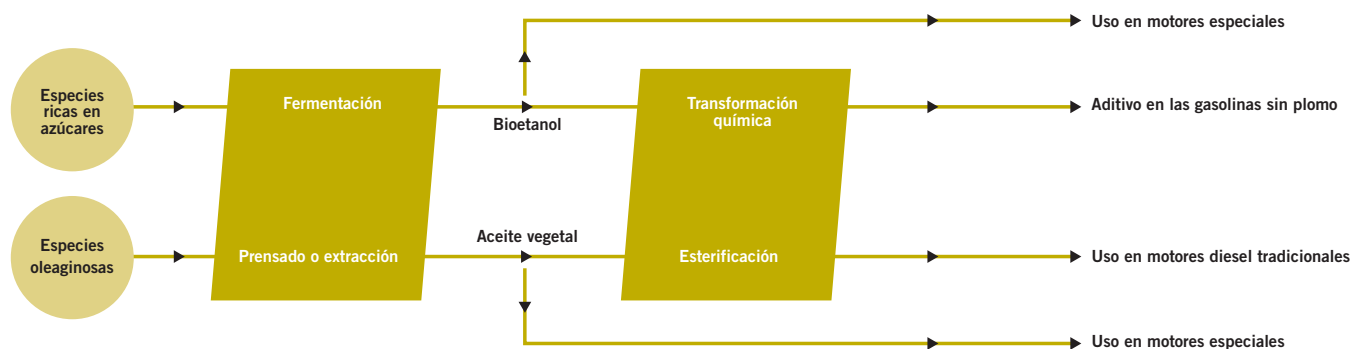 Uso en motores especiales
Especies
ricas en
azúcares
Fermentación
Bioetanol
Transformación
química
Aditivo en las gasolinas sin plomo
Especies
oleaginosas
Prensado o extracción
Aceite vegetal
Esterificación
Uso en motores diesel tradicionales
Uso en motores especiales